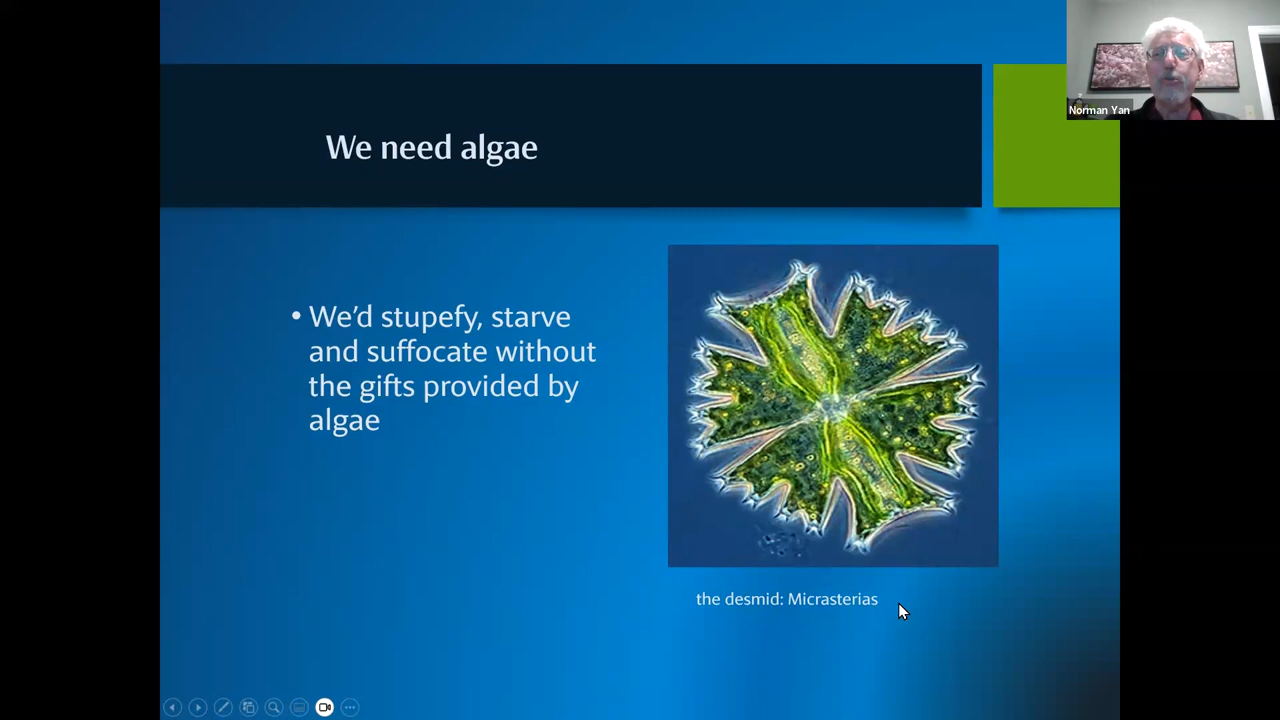 We need algae
• We’d stupefy, starve
and suffocate without
the gifts provided by
algae
the desmid: Micrasterias
Norman Yan